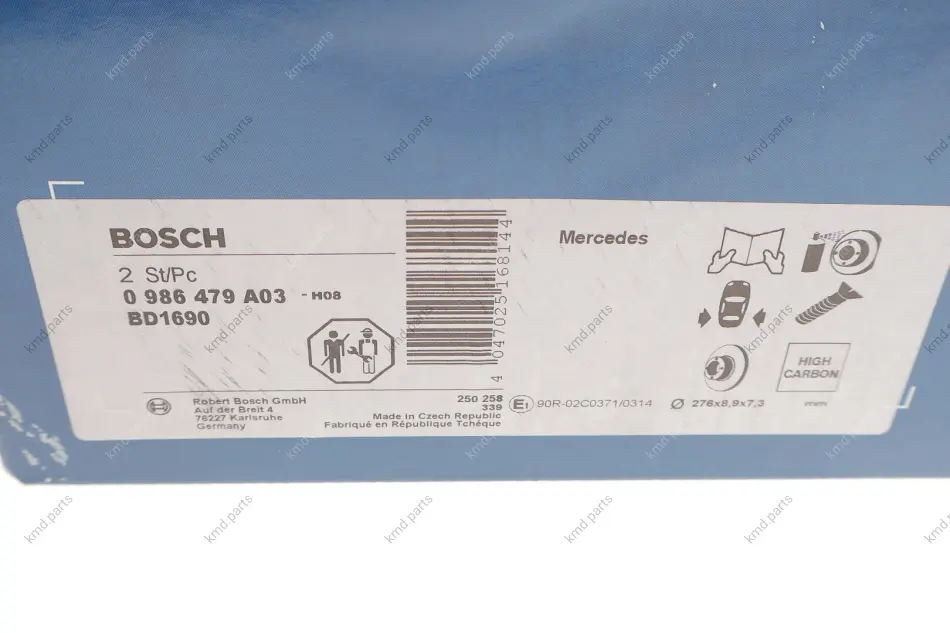 BOSCH
2 St/Pc
0 986 479 A03 - H08
BD1690
4 047025 168144
Mercedes
HIGH
CARBON
Robert Bosch GmbH
Auf der Breit 4
76227 Karlsruhe
Germany
250 258
339
Made in Czech Republic
Fabriqué en République Tchèque
E1 90R-02C0371/0314
Ø 276x8,9x7,3 mm
kmd.parts